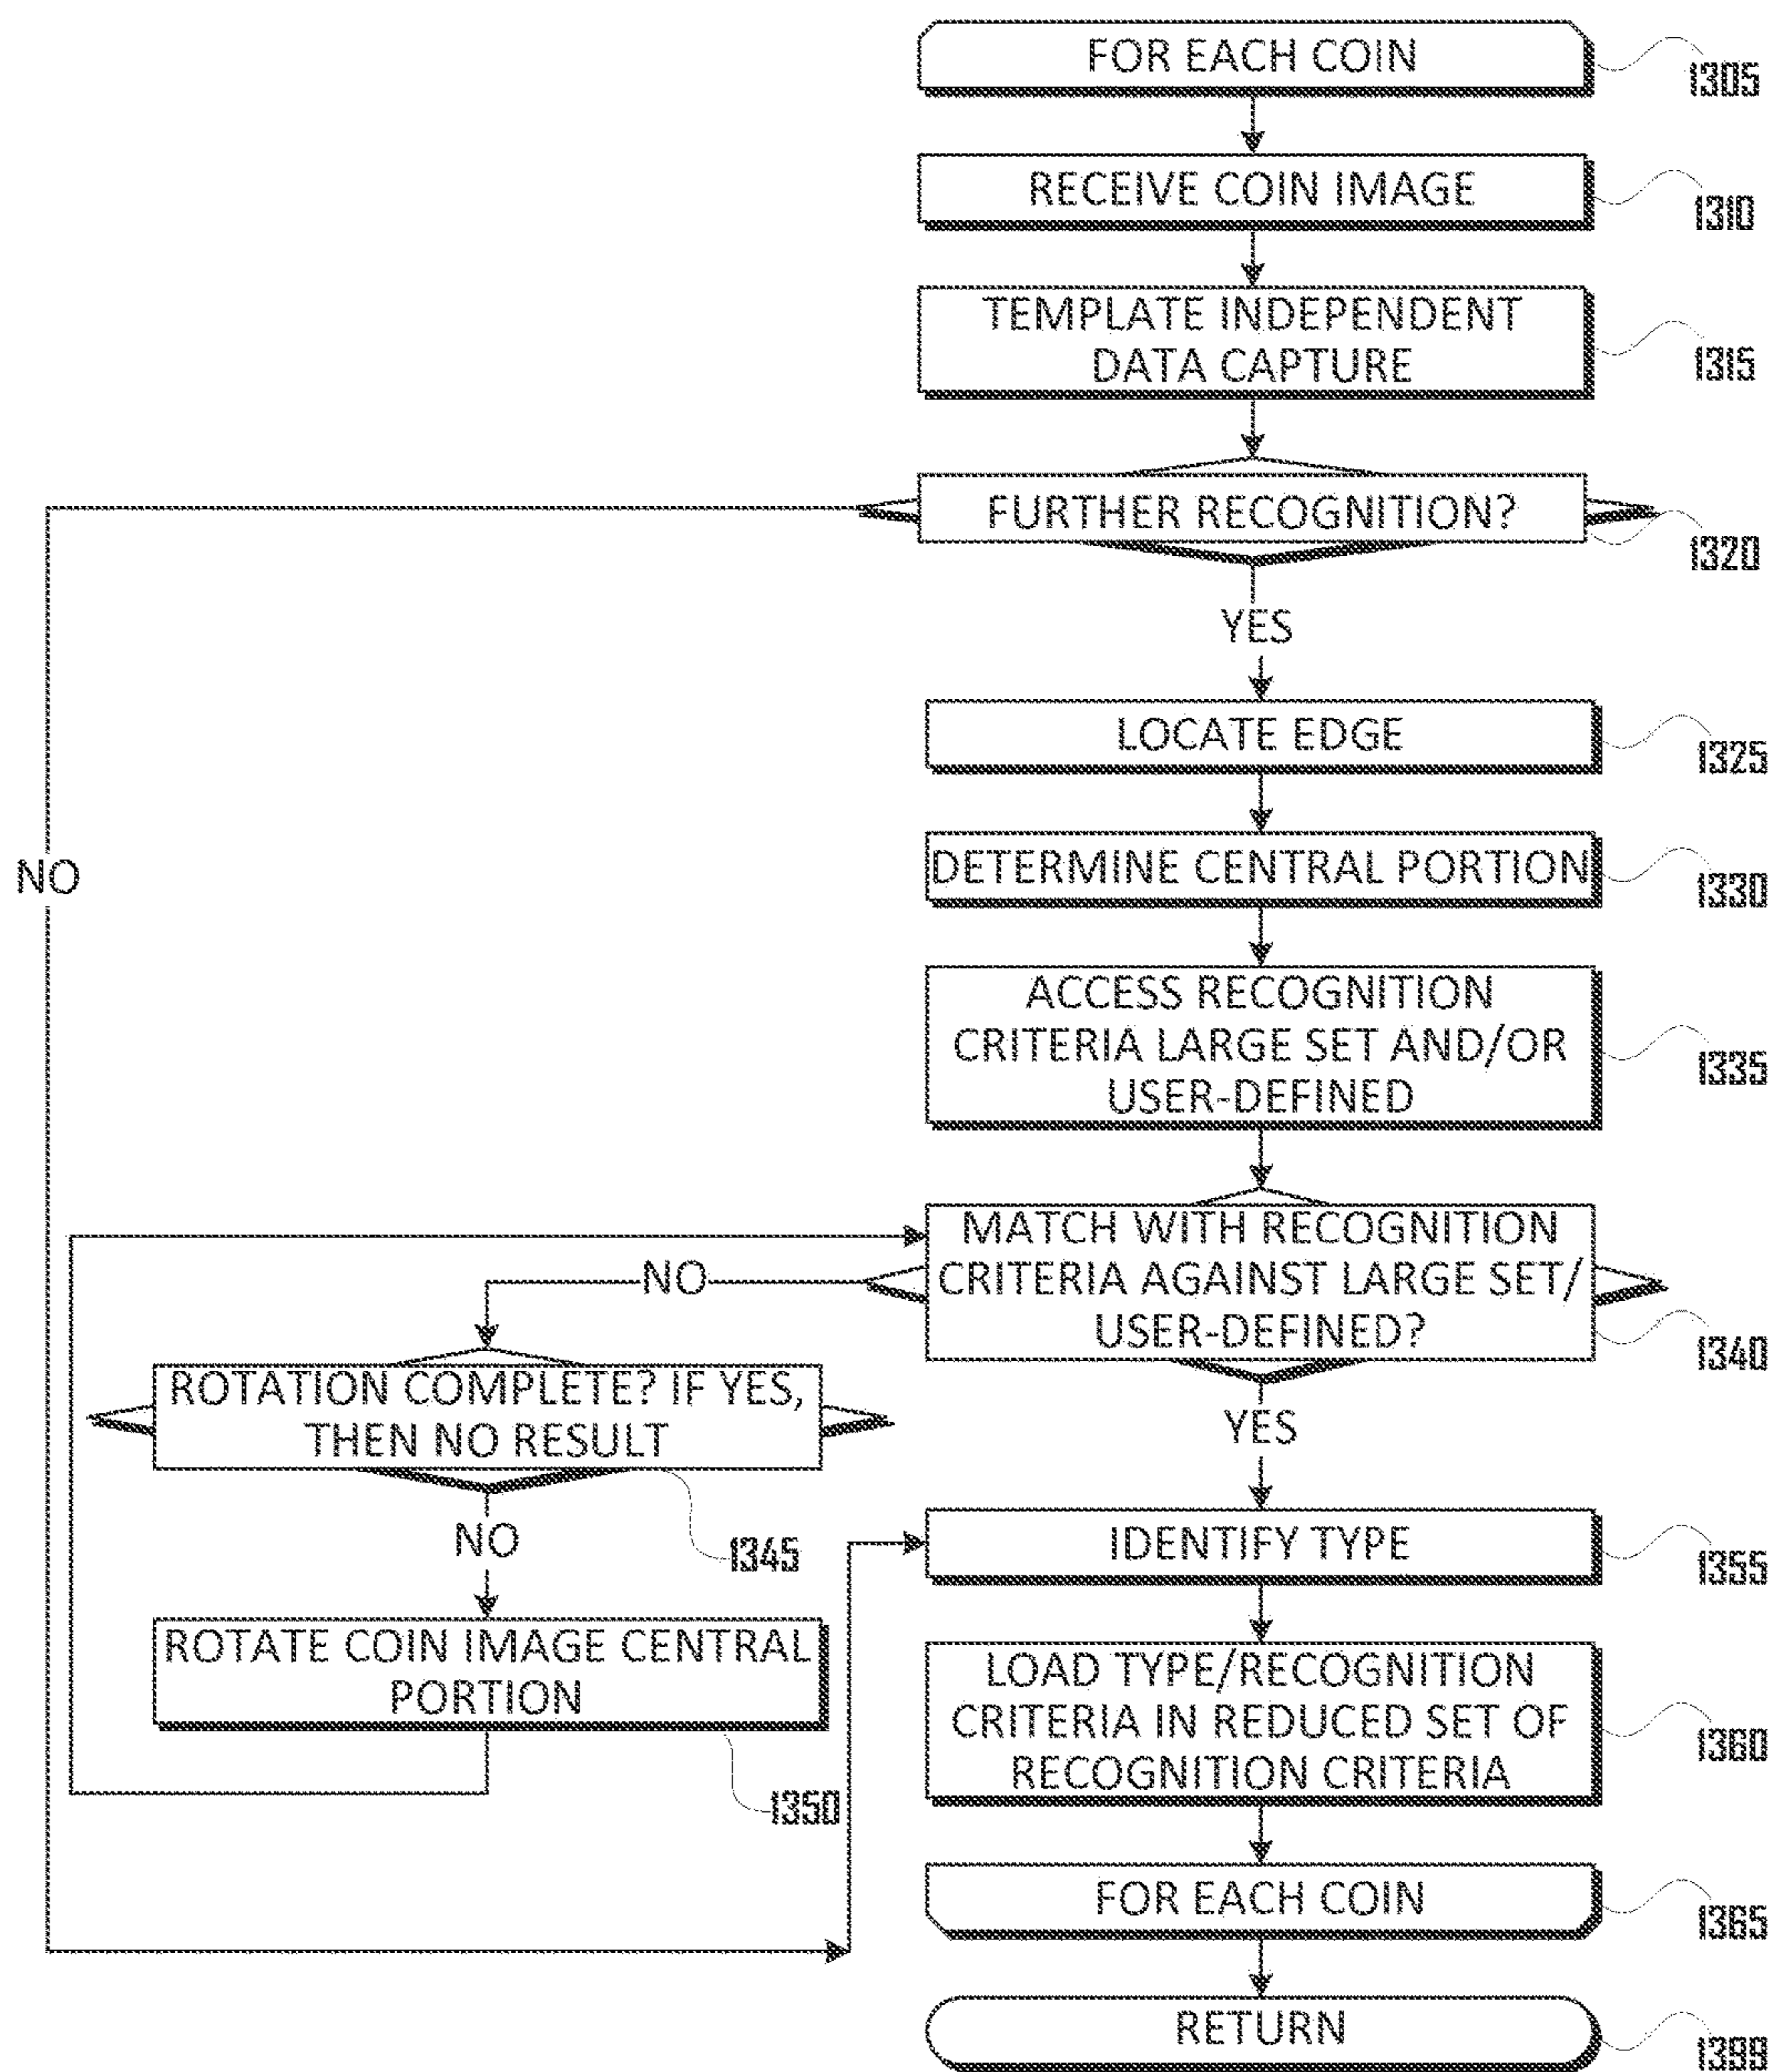 FOR EACH COIN
1305
RECEIVE COIN IMAGE
1310
TEMPLATE INDEPENDENT
DATA CAPTURE
1315
FURTHER RECOGNITION?
1320
YES
LOCATE EDGE
1325
NO
DETERMINE CENTRAL PORTION
1330
ACCESS RECOGNITION
CRITERIA LARGE SET AND/OR
USER-DEFINED
1335
MATCH WITH RECOGNITION
CRITERIA AGAINST LARGE SET/
USER-DEFINED?
1340
NO
ROTATION COMPLETE? IF YES,
THEN NO RESULT
1345
NO
ROTATE COIN IMAGE CENTRAL
PORTION
1350
YES
IDENTIFY TYPE
1355
LOAD TYPE/RECOGNITION
CRITERIA IN REDUCED SET OF
RECOGNITION CRITERIA
1360
FOR EACH COIN
1365
RETURN
1399